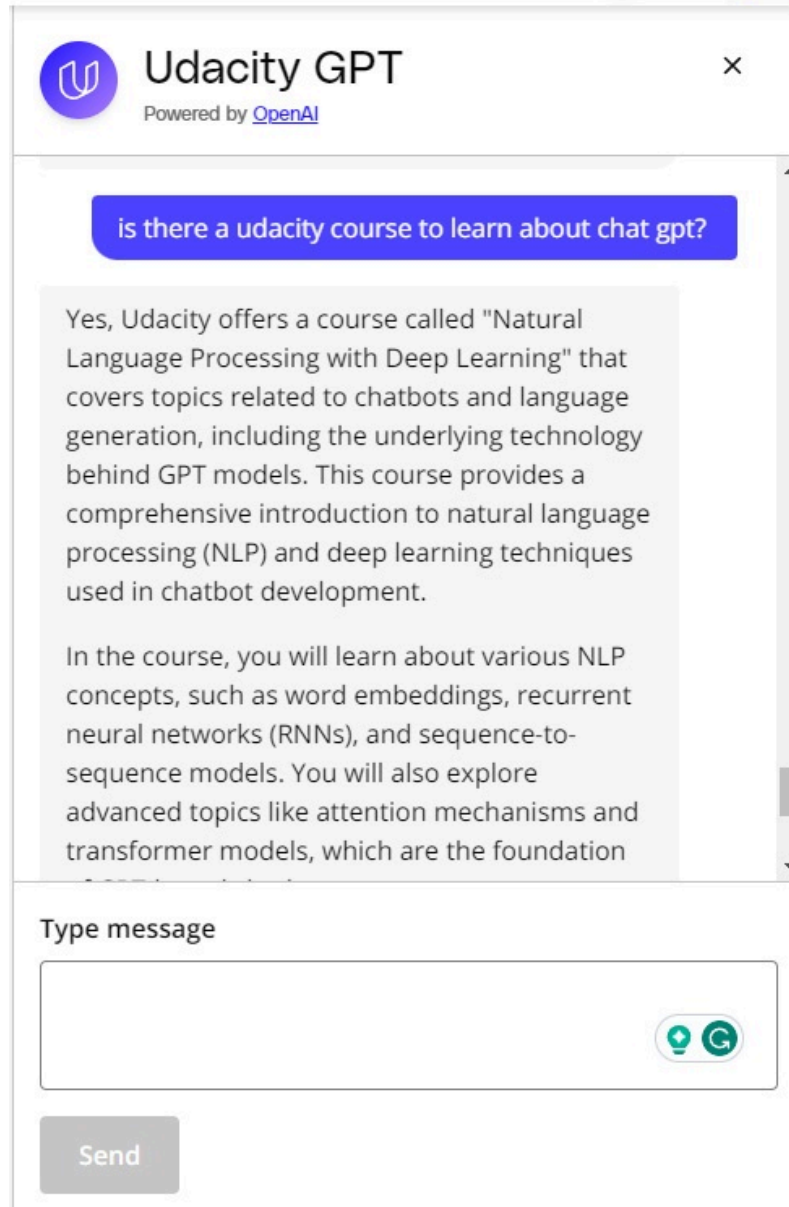 Udacity GPT
Powered by OpenAI
is there a udacity course to learn about chat gpt?
Yes, Udacity offers a course called "Natural
Language Processing with Deep Learning" that
covers topics related to chatbots and language
generation, including the underlying technology
behind GPT models. This course provides a
comprehensive introduction to natural language
processing (NLP) and deep learning techniques
used in chatbot development.
In the course, you will learn about various NLP
concepts, such as word embeddings, recurrent
neural networks (RNNs), and sequence-to-
sequence models. You will also explore
advanced topics like attention mechanisms and
transformer models, which are the foundation
Type message
Send